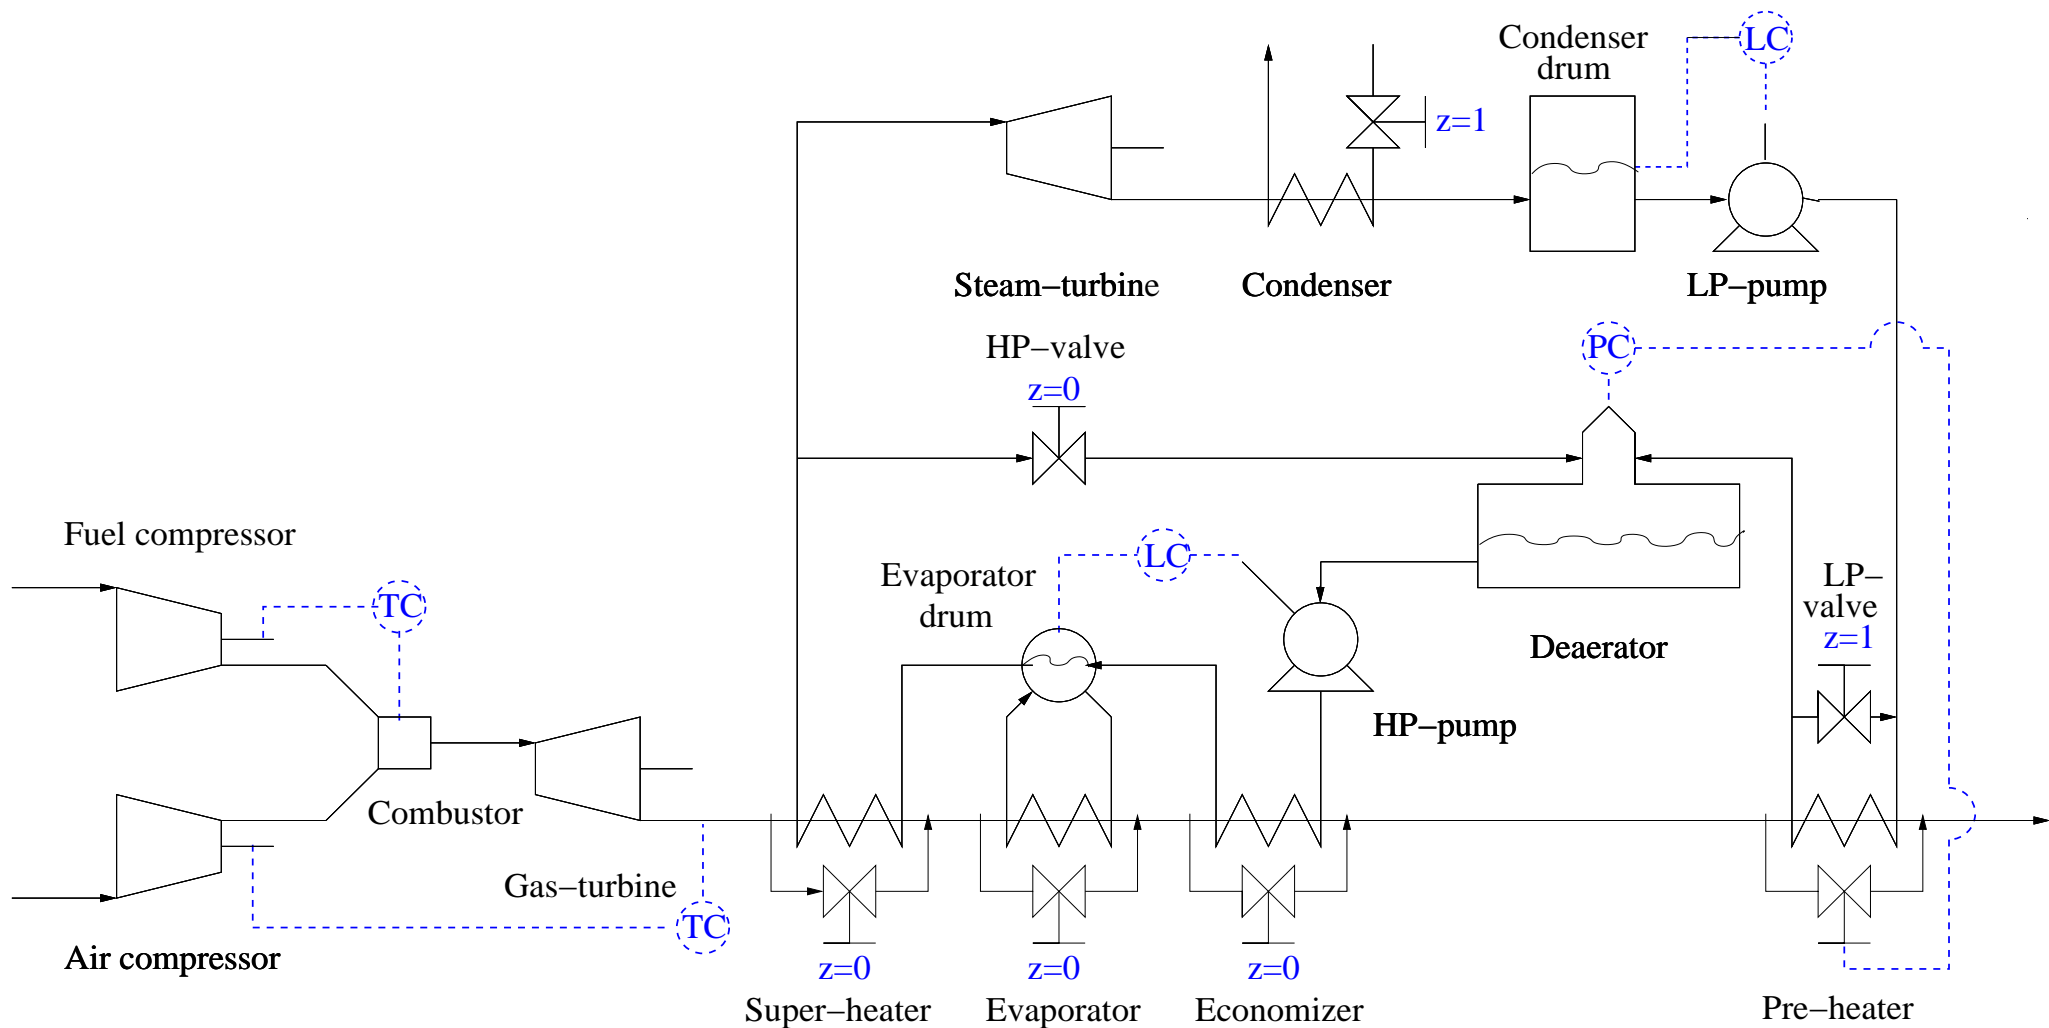 Condenser
drum
LC
z=1
Steam−turbine
Condenser
LP−pump
HP−valve
z=0
PC
Fuel compressor
TC
Evaporator
drum
LC
LP−
valve
z=1
Deaerator
HP−pump
Combustor
Gas−turbine
TC
Air compressor
z=0
z=0
z=0
Super−heater
Evaporator
Economizer
Pre−heater